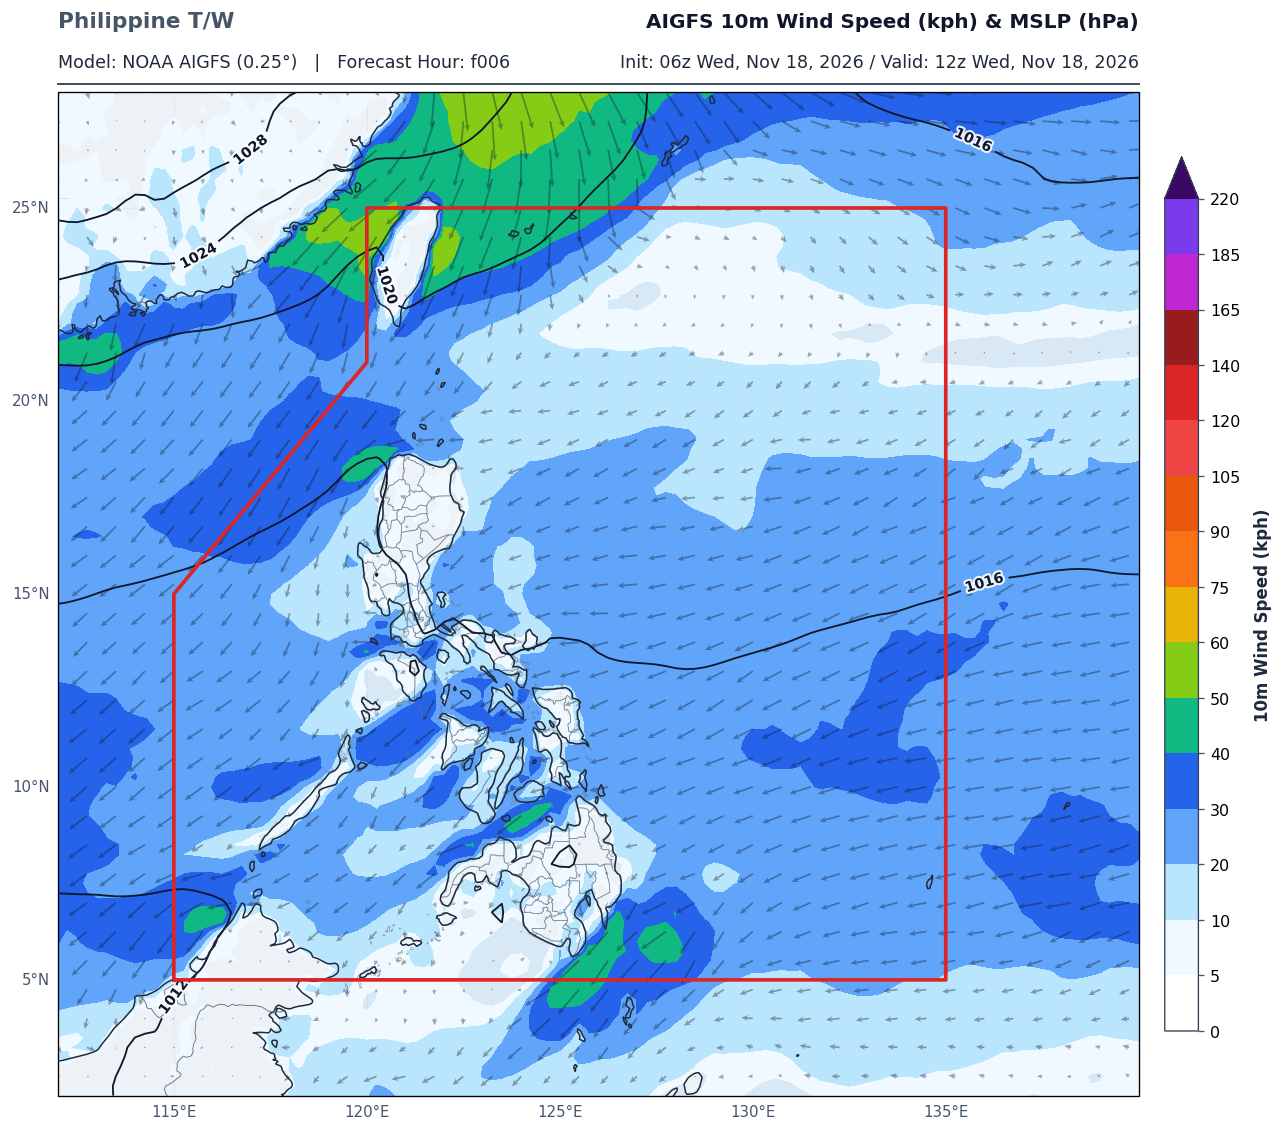 Philippine T/W
AIGFS 10m Wind Speed (kph) & MSLP (hPa)
Model: NOAA AIGFS (0.25°) | Forecast Hour: f006
Init: 06z Wed, Nov 18, 2026 / Valid: 12z Wed, Nov 18, 2026
1028
1016
1024
1020
1016
1012
25°N
20°N
15°N
10°N
5°N
115°E
120°E
125°E
130°E
135°E
220
185
165
140
120
105
90
75
60
50
40
30
20
10
5
0
10m Wind Speed (kph)